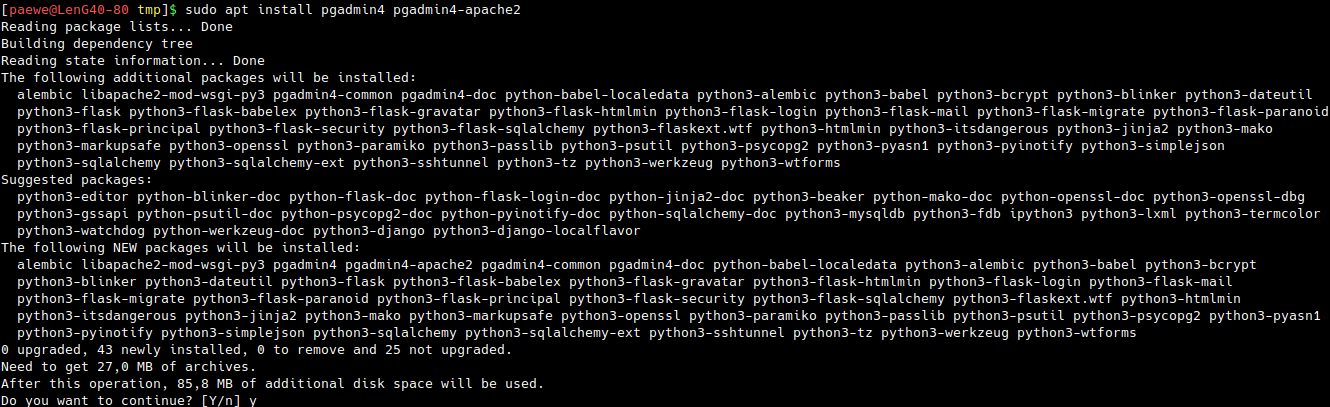 [paewe@LenG40-80 tmp]$ sudo apt install pgadmin4 pgadmin4-apache2
Reading package lists... Done
Building dependency tree
Reading state information... Done
The following additional packages will be installed:
  alembic libapache2-mod-wsgi-py3 pgadmin4-common pgadmin4-doc python-babel-localedata python3-alembic python3-babel python3-bcrypt python3-blinker python3-dateutil
  python3-flask python3-flask-babelex python3-flask-gravatar python3-flask-htmlmin python3-flask-login python3-flask-mail python3-flask-migrate python3-flask-paranoid
  python3-flask-principal python3-flask-security python3-flask-sqlalchemy python3-flaskext.wtf python3-htmlmin python3-itsdangerous python3-jinja2 python3-mako
  python3-markupsafe python3-openssl python3-paramiko python3-passlib python3-psutil python3-psycopg2 python3-pyasn1 python3-pyinotify python3-simplejson
  python3-sqlalchemy python3-sqlalchemy-ext python3-sshtunnel python3-tz python3-werkzeug python3-wtforms
Suggested packages:
  python3-editor python-blinker-doc python-flask-doc python-flask-login-doc python-jinja2-doc python3-beaker python-mako-doc python-openssl-doc python3-openssl-dbg
  python3-gssapi python-psutil-doc python-psycopg2-doc python-pyinotify-doc python-sqlalchemy-doc python3-mysqldb python3-fdb ipython3 python3-lxml python3-termcolor
  python3-watchdog python-werkzeug-doc python3-django python3-django-localflavor
The following NEW packages will be installed:
  alembic libapache2-mod-wsgi-py3 pgadmin4 pgadmin4-apache2 pgadmin4-common pgadmin4-doc python-babel-localedata python3-alembic python3-babel python3-bcrypt
  python3-blinker python3-dateutil python3-flask python3-flask-babelex python3-flask-gravatar python3-flask-htmlmin python3-flask-login python3-flask-mail
  python3-flask-migrate python3-flask-paranoid python3-flask-principal python3-flask-security python3-flask-sqlalchemy python3-flaskext.wtf python3-htmlmin
  python3-itsdangerous python3-jinja2 python3-mako python3-markupsafe python3-openssl python3-paramiko python3-passlib python3-psutil python3-psycopg2 python3-pyasn1
  python3-pyinotify python3-simplejson python3-sqlalchemy python3-sqlalchemy-ext python3-sshtunnel python3-tz python3-werkzeug python3-wtforms
0 upgraded, 43 newly installed, 0 to remove and 25 not upgraded.
Need to get 27,0 MB of archives.
After this operation, 85,8 MB of additional disk space will be used.
Do you want to continue? [Y/n] y